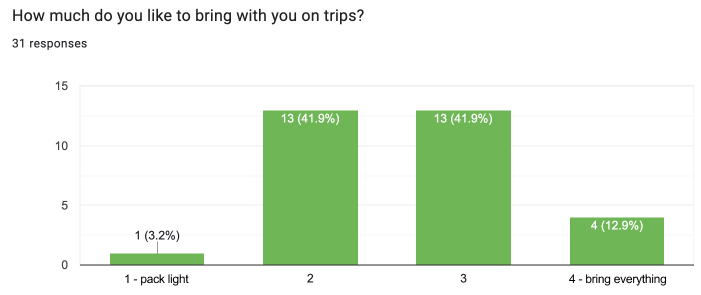 How much do you like to bring with you on trips?
31 responses
15
10
5
0
1 (3.2%)
13 (41.9%)
13 (41.9%)
4 (12.9%)
1 - pack light
2
3
4 - bring everything